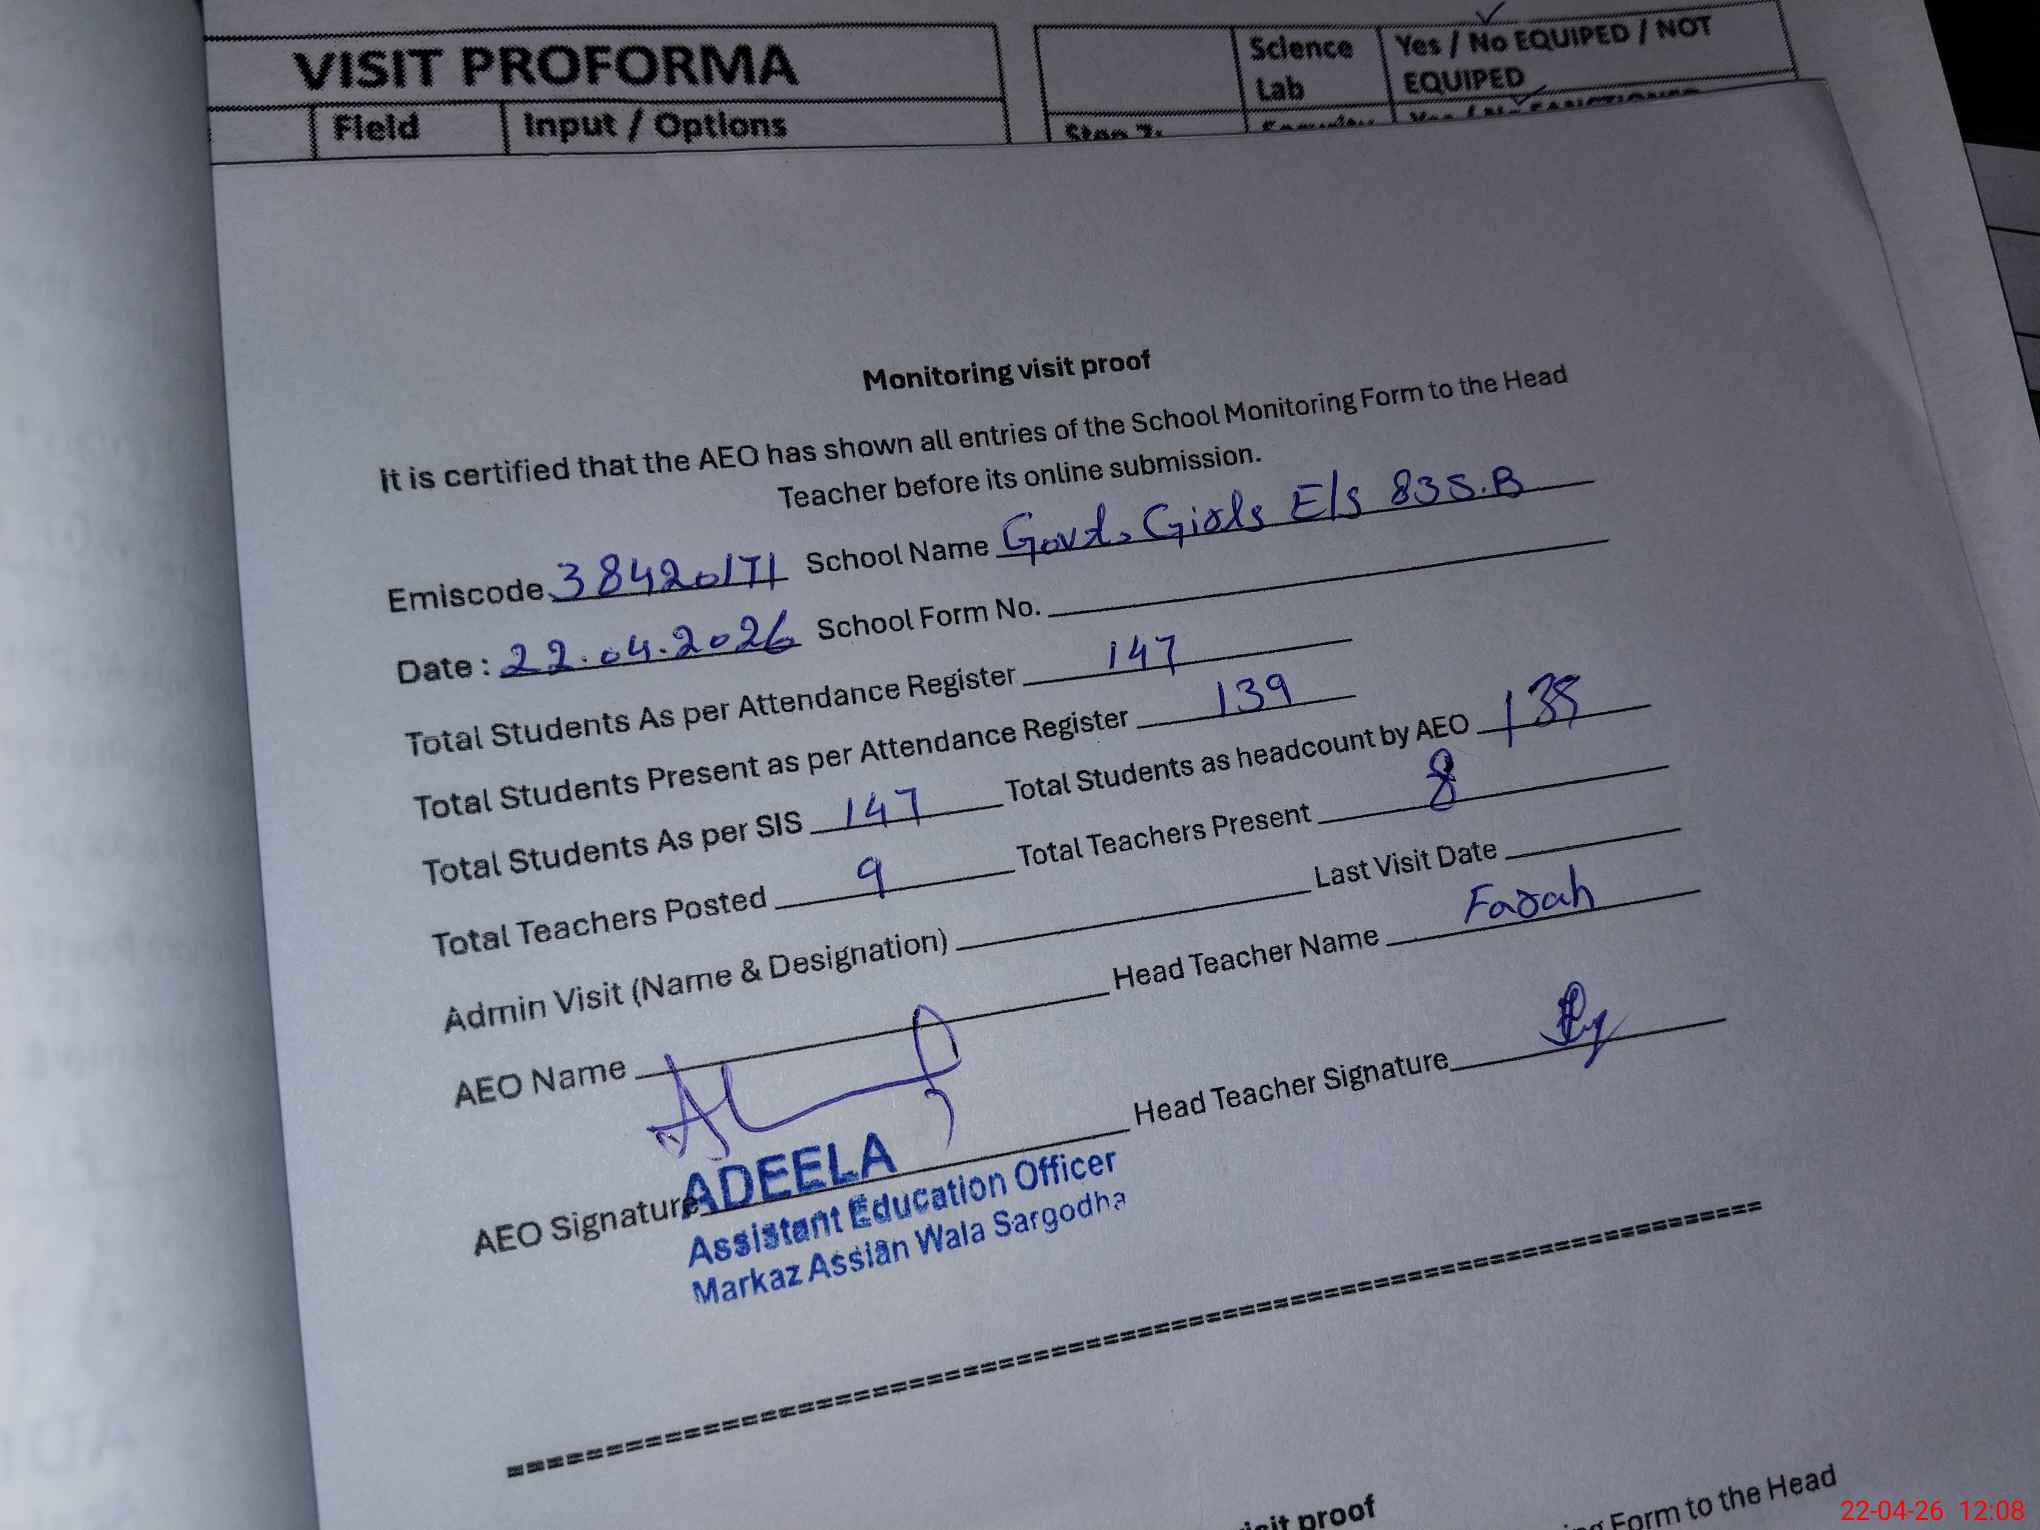 VISIT PROFORMA
Field Input / Options
Science Lab Yes / No EQUIPED / NOT EQUIPED
Step 7:
Monitoring visit proof
It is certified that the AEO has shown all entries of the School Monitoring Form to the Head
Teacher before its online submission.
Emiscode 38420171 School Name Govt. Girls E/S 83 S.B
Date : 22.04.2026 School Form No.
Total Students As per Attendance Register 147
Total Students Present as per Attendance Register 139
Total Students As per SIS 147 Total Students as headcount by AEO
Total Teachers Posted 9 Total Teachers Present 8
Admin Visit (Name & Designation) Last Visit Date
AEO Name Head Teacher Name Farah
AEO Signature Head Teacher Signature
ADEELA
Assistant Education Officer
Markaz Assian Wala Sargodha
visit proof
Form to the Head
22-04-26 12:08